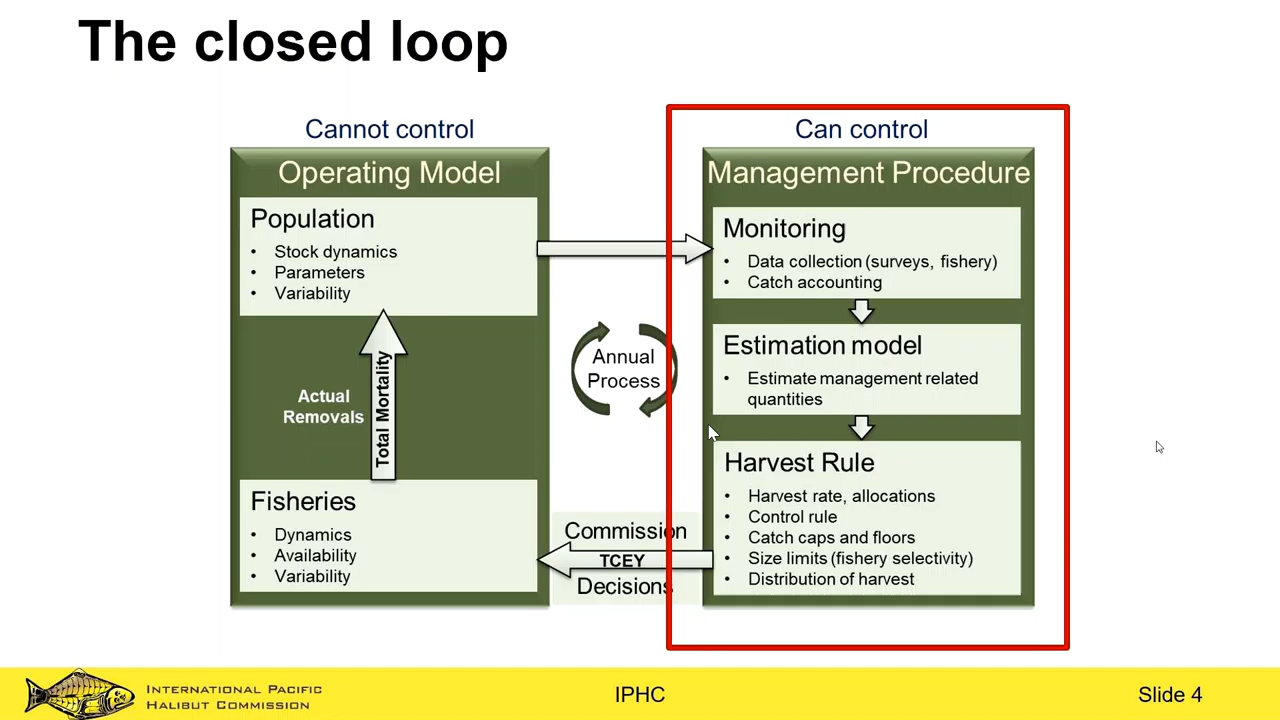 The closed loop
Cannot control
Operating Model
Population
• Stock dynamics
• Parameters
• Variability
Actual
Removals
Total Mortality
Fisheries
• Dynamics
• Availability
• Variability
Annual
Process
Commission
TCEY
Decisions
Can control
Management Procedure
Monitoring
• Data collection (surveys, fishery)
• Catch accounting
Estimation model
• Estimate management related
quantities
Harvest Rule
• Harvest rate, allocations
• Control rule
• Catch caps and floors
• Size limits (fishery selectivity)
• Distribution of harvest
INTERNATIONAL PACIFIC
HALIBUT COMMISSION
IPHC
Slide 4